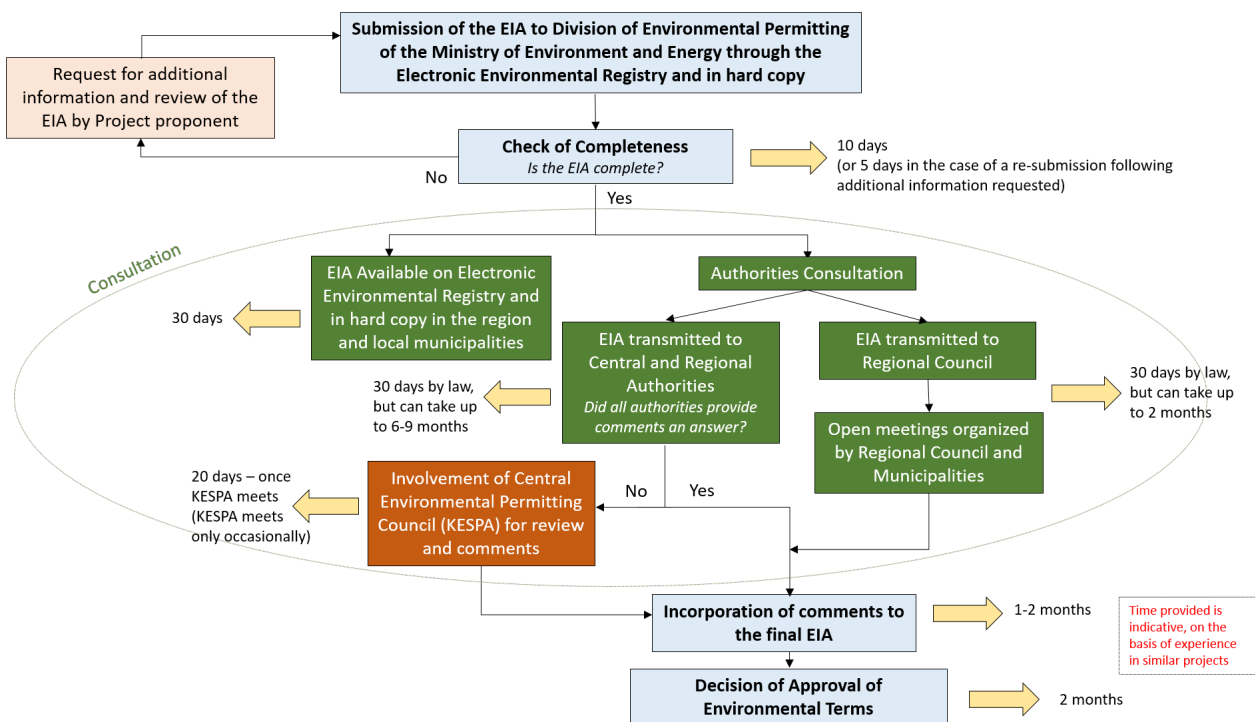 Submission of the EIA to Division of Environmental Permitting
of the Ministry of Environment and Energy through the
Electronic Environmental Registry and in hard copy
Request for additional
information and review of the
EIA by Project proponent
Check of Completeness
Is the EIA complete?
10 days
(or 5 days in the case of a re-submission following
additional information requested)
No
Yes
Consultation
EIA Available on Electronic
Environmental Registry and
in hard copy in the region
and local municipalities
30 days
Authorities Consultation
EIA transmitted to
Central and Regional
Authorities
Did all authorities provide
comments an answer?
30 days by law,
but can take up
to 6-9 months
EIA transmitted to
Regional Council
30 days by law,
but can take up
to 2 months
Open meetings organized
by Regional Council and
Municipalities
No
Yes
Involvement of Central
Environmental Permitting
Council (KESPA) for review
and comments
20 days – once
KESPA meets
(KESPA meets
only occasionally)
Incorporation of comments to
the final EIA
1-2 months
Time provided is
indicative, on the
basis of experience
in similar projects
Decision of Approval of
Environmental Terms
2 months